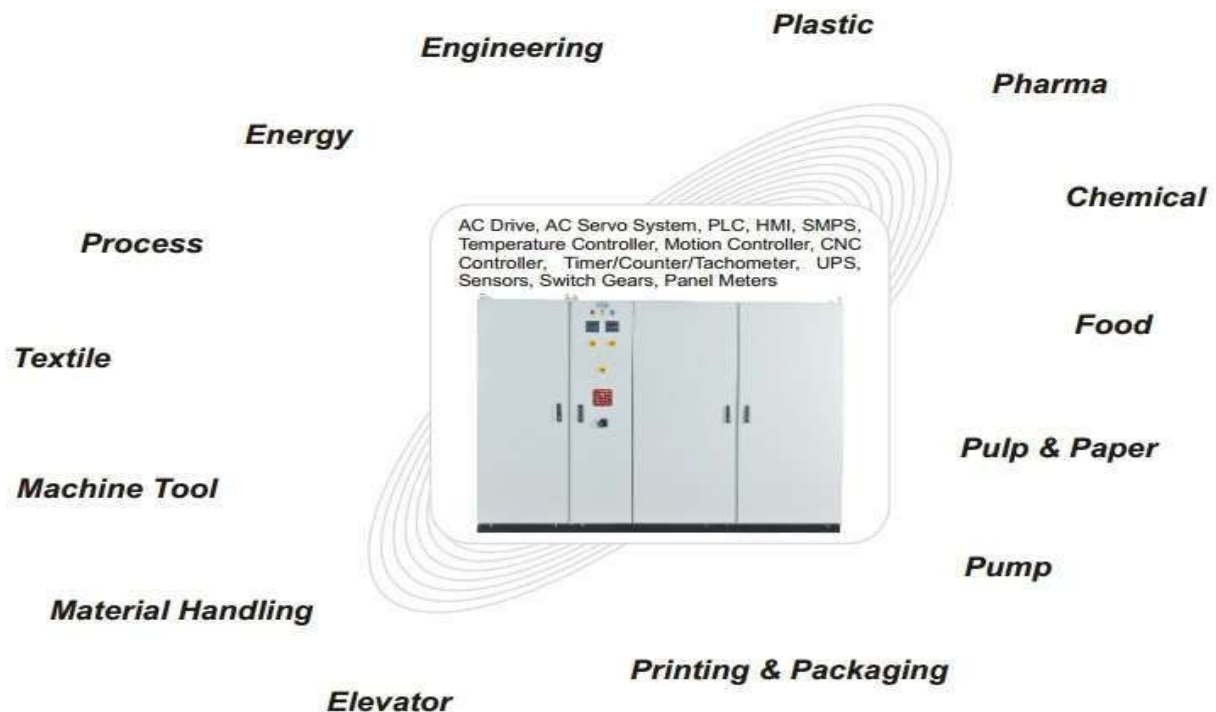 Plastic
Engineering
Pharma
Energy
Chemical
AC Drive, AC Servo System, PLC, HMI, SMPS,
Temperature Controller, Motion Controller, CNC
Controller, Timer/Counter/Tachometer, UPS,
Sensors, Switch Gears, Panel Meters
Process
Food
Textile
Pulp & Paper
Machine Tool
Pump
Material Handling
Printing & Packaging
Elevator